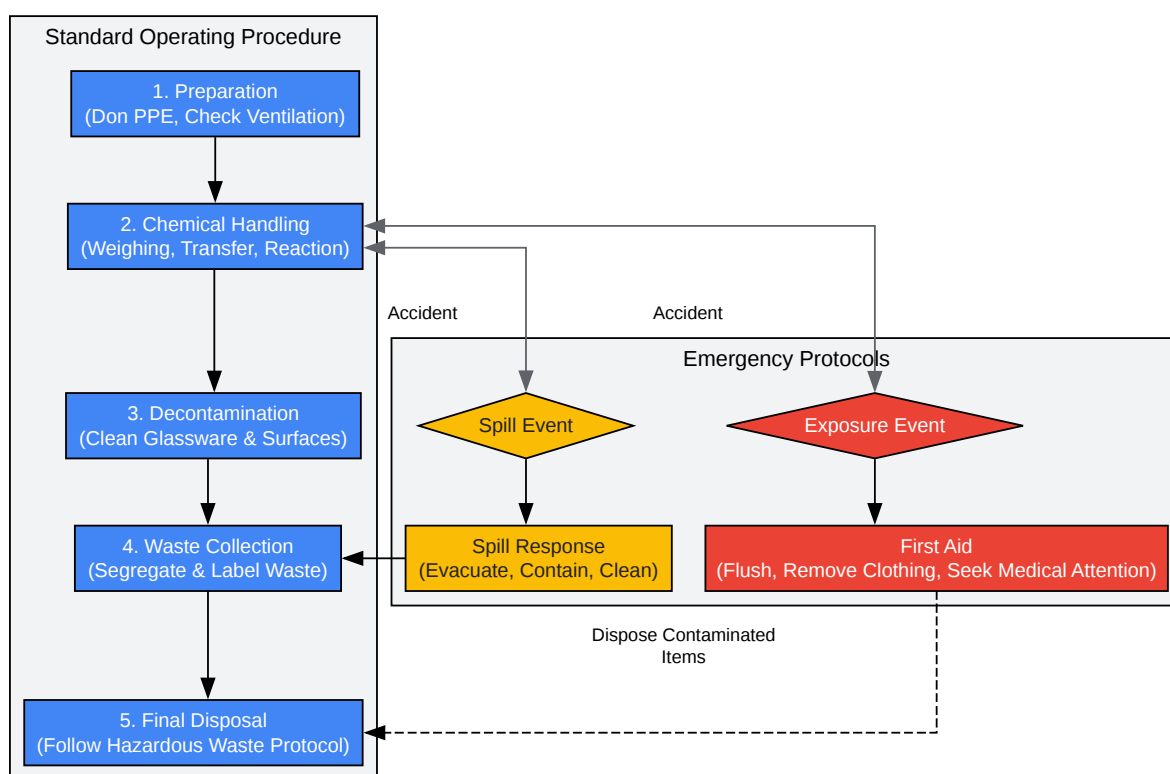 Standard Operating Procedure
1. Preparation
(Don PPE, Check Ventilation)
2. Chemical Handling
(Weighing, Transfer, Reaction)
Accident
Accident
Emergency Protocols
3. Decontamination
(Clean Glassware & Surfaces)
Spill Event
Exposure Event
4. Waste Collection
(Segregate & Label Waste)
Spill Response
(Evacuate, Contain, Clean)
First Aid
(Flush, Remove Clothing, Seek Medical Attention)
Dispose Contaminated
Items
5. Final Disposal
(Follow Hazardous Waste Protocol)